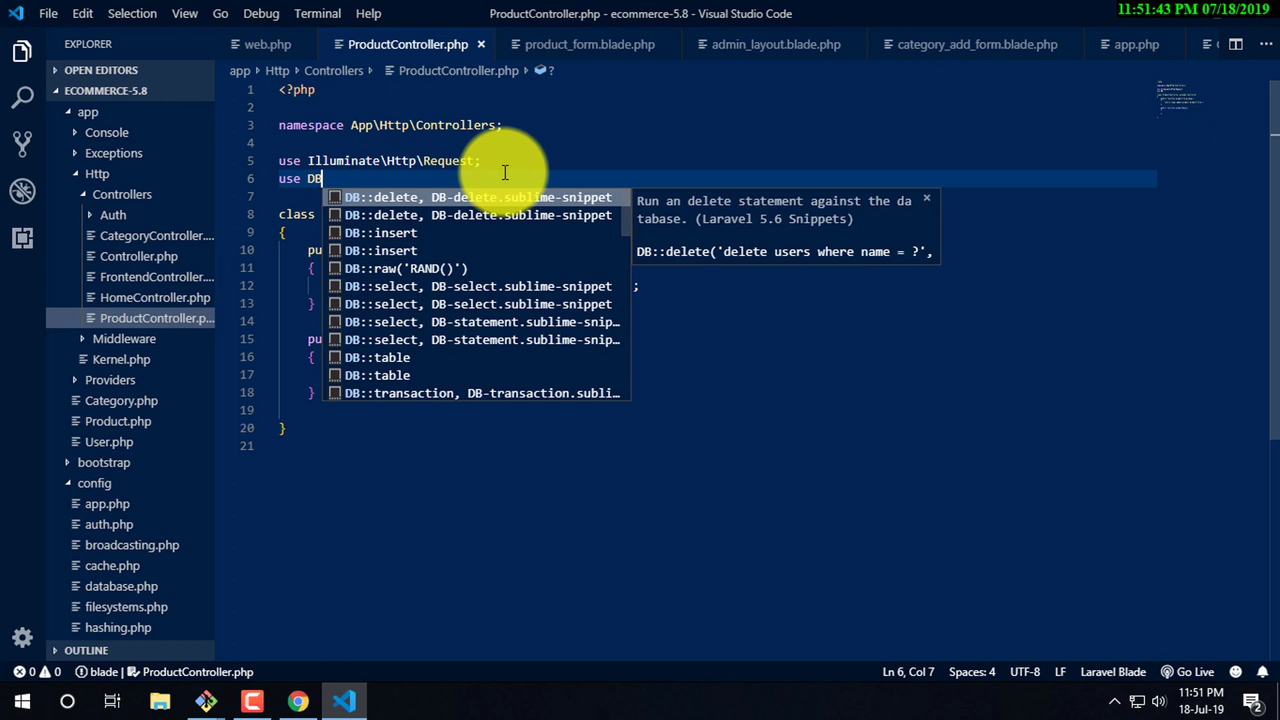 File Edit Selection View Go Debug Terminal Help
ProductController.php - ecommerce-5.8 - Visual Studio Code
11:51:43 PM 07/18/2019
EXPLORER
web.php
ProductController.php
product_form.blade.php
admin_layout.blade.php
category_add_form.blade.php
app.php
OPEN EDITORS
ECOMMERCE-5.8
app
Console
Exceptions
Http
Controllers
Auth
CategoryController....
Controller.php
FrontendController....
HomeController.php
ProductController.p...
Middleware
Kernel.php
Providers
Category.php
Product.php
User.php
bootstrap
config
app.php
auth.php
broadcasting.php
cache.php
database.php
filesystems.php
hashing.php
OUTLINE
app > Http > Controllers > ProductController.php > ?
1 <?php
2
3 namespace App\Http\Controllers;
4
5 use Illuminate\Http\Request;
6 use DB
7
8 class
9 {
10 pu
11 {
12 ;
13 }
14
15 pu
16 {
17
18 }
19
20 }
21
DB::delete, DB-delete.sublime-snippet
DB::delete, DB-delete.sublime-snippet
DB::insert
DB::insert
DB::raw('RAND()')
DB::select, DB-select.sublime-snippet
DB::select, DB-select.sublime-snippet
DB::select, DB-statement.sublime-snip...
DB::select, DB-statement.sublime-snip...
DB::table
DB::table
DB::transaction, DB-transaction.subli...
Run an delete statement against the da
tabase. (Laravel 5.6 Snippets)
DB::delete('delete users where name = ?',
0 0 blade ProductController.php
Ln 6, Col 7 Spaces: 4 UTF-8 LF Laravel Blade Go Live
11:51 PM
18-Jul-19
2